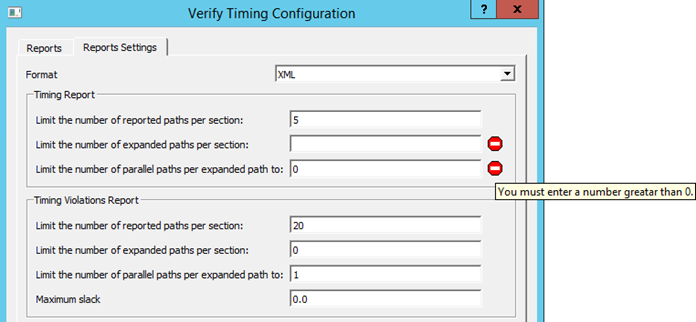 Verify Timing Configuration
? x
Reports Reports Settings
Format XML
Timing Report
Limit the number of reported paths per section: 5
Limit the number of expanded paths per section:
Limit the number of parallel paths per expanded path to: 0
You must enter a number greatar than 0.
Timing Violations Report
Limit the number of reported paths per section: 20
Limit the number of expanded paths per section: 0
Limit the number of parallel paths per expanded path to: 1
Maximum slack 0.0